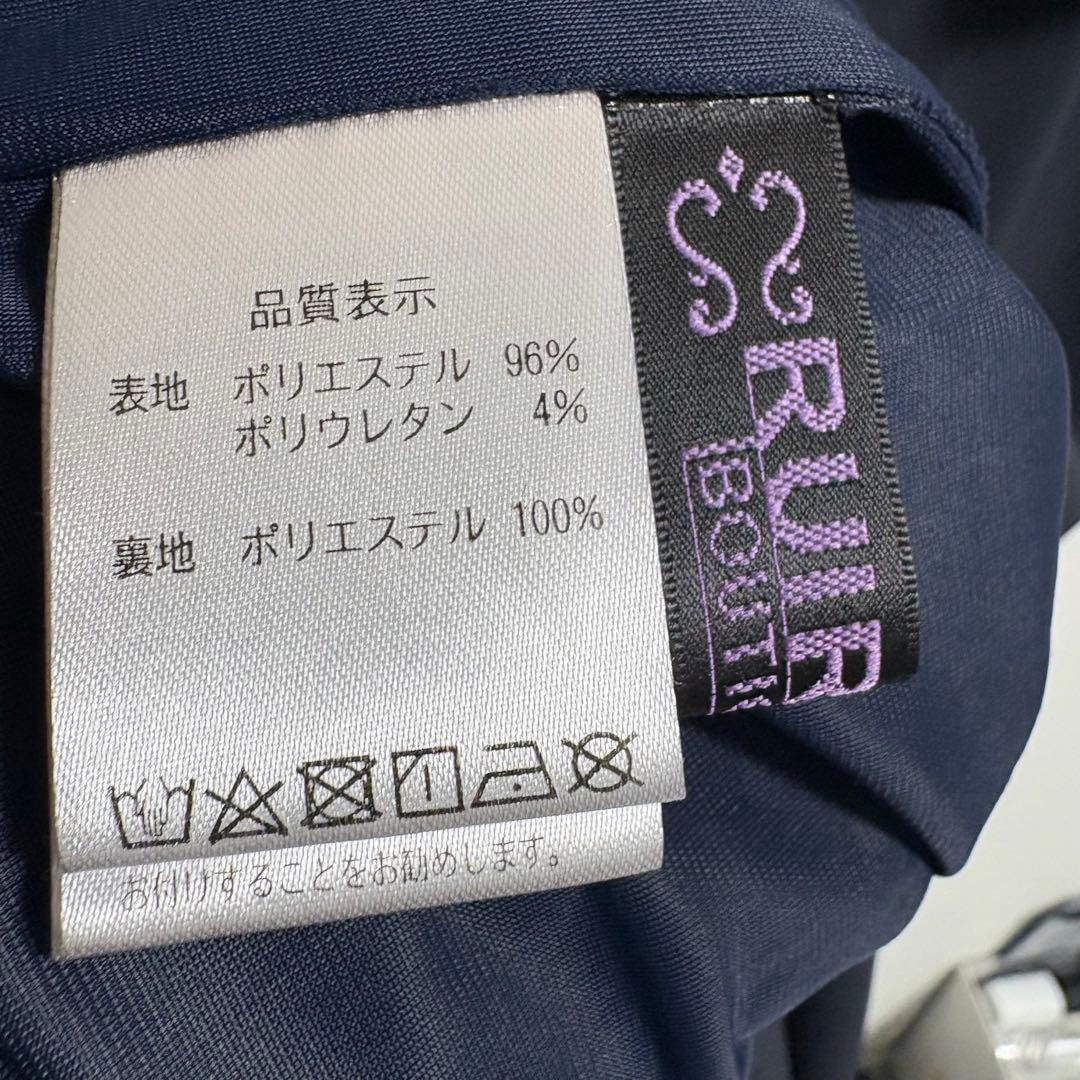 品質表示
表地 ポリエステル 96%
ポリウレタン 4%
裏地 ポリエステル 100%
お付けすることをお勧めします。
RUIR
BOUTI